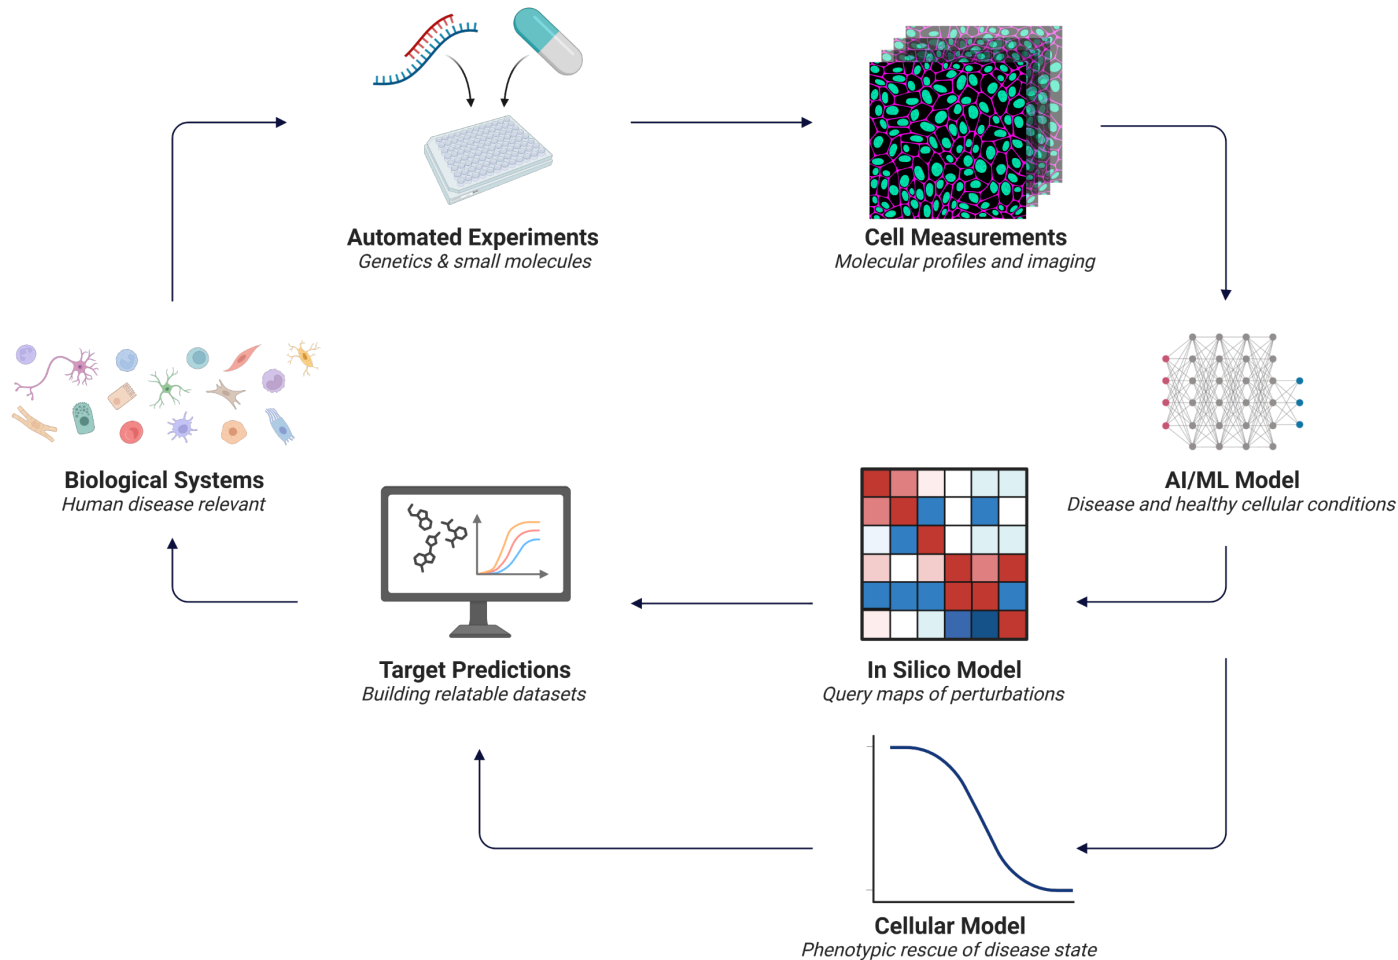 Automated Experiments
Genetics & small molecules
Cell Measurements
Molecular profiles and imaging
Biological Systems
Human disease relevant
AI/ML Model
Disease and healthy cellular conditions
Target Predictions
Building relatable datasets
In Silico Model
Query maps of perturbations
Cellular Model
Phenotypic rescue of disease state